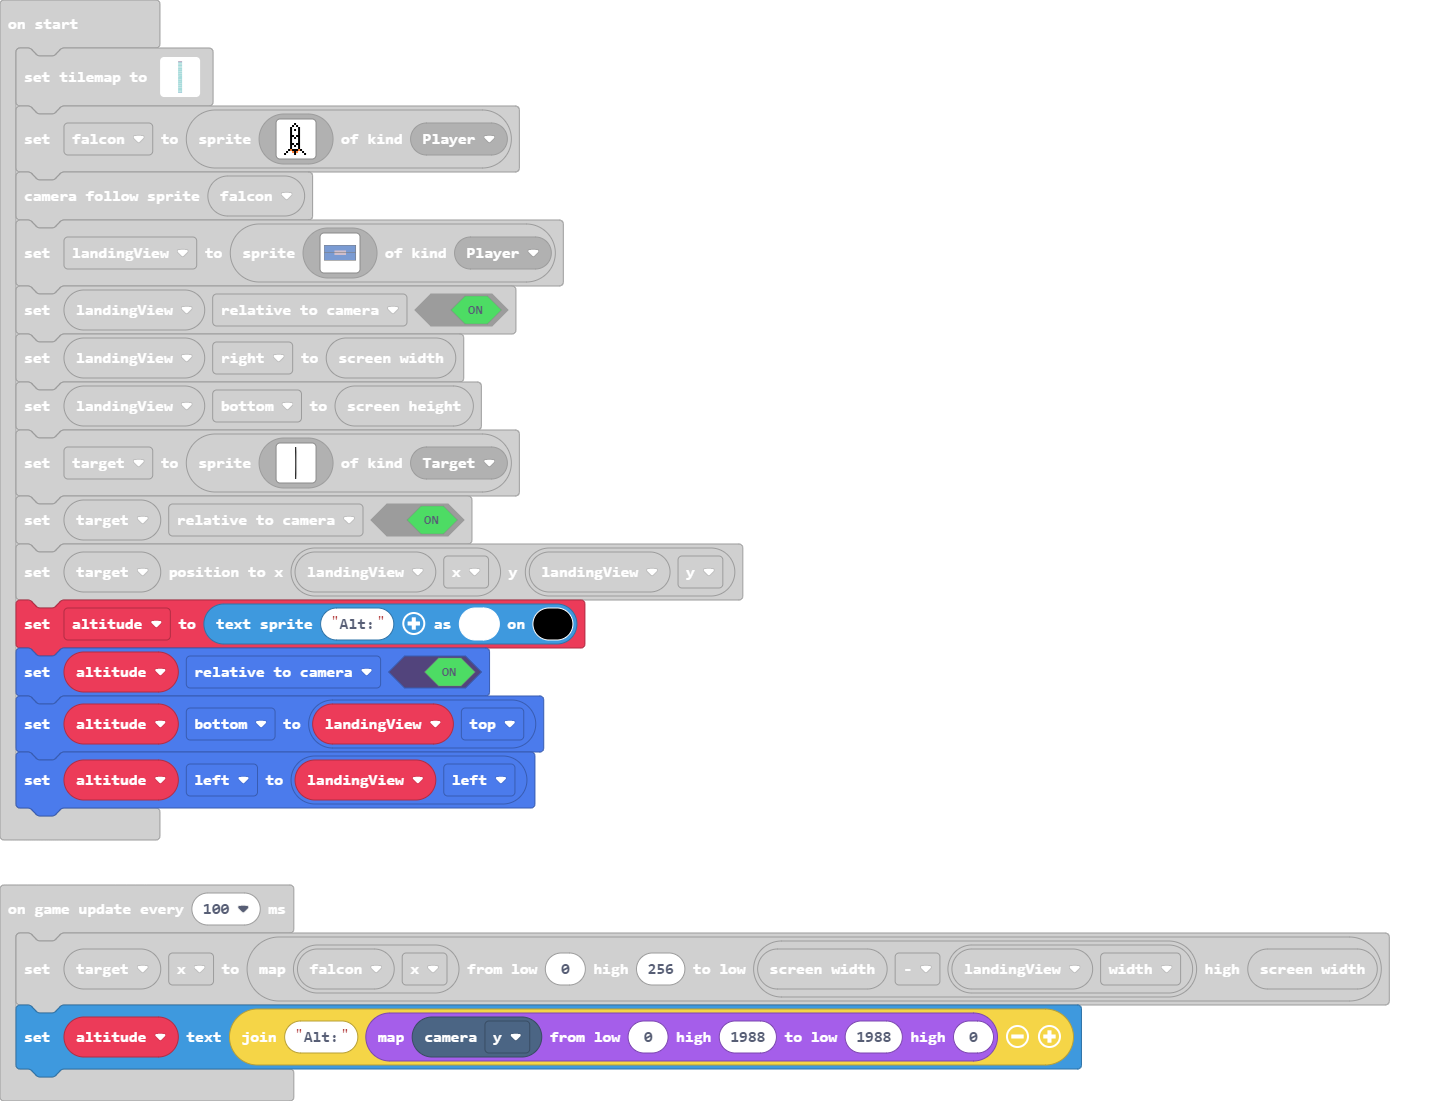 on start
set tilemap to
set falcon to sprite of kind Player
camera follow sprite falcon
set landingView to sprite of kind Player
set landingView relative to camera ON
set landingView right to screen width
set landingView bottom to screen height
set target to sprite of kind Target
set target relative to camera ON
set target position to x landingView x y landingView y
set altitude to text sprite "Alt:" as on
set altitude relative to camera ON
set altitude bottom to landingView top
set altitude left to landingView left
on game update every 100 ms
set target x to map falcon x from low 0 high 256 to low screen width - landingView width high screen width
set altitude text join "Alt:" map camera y from low 0 high 1988 to low 1988 high 0